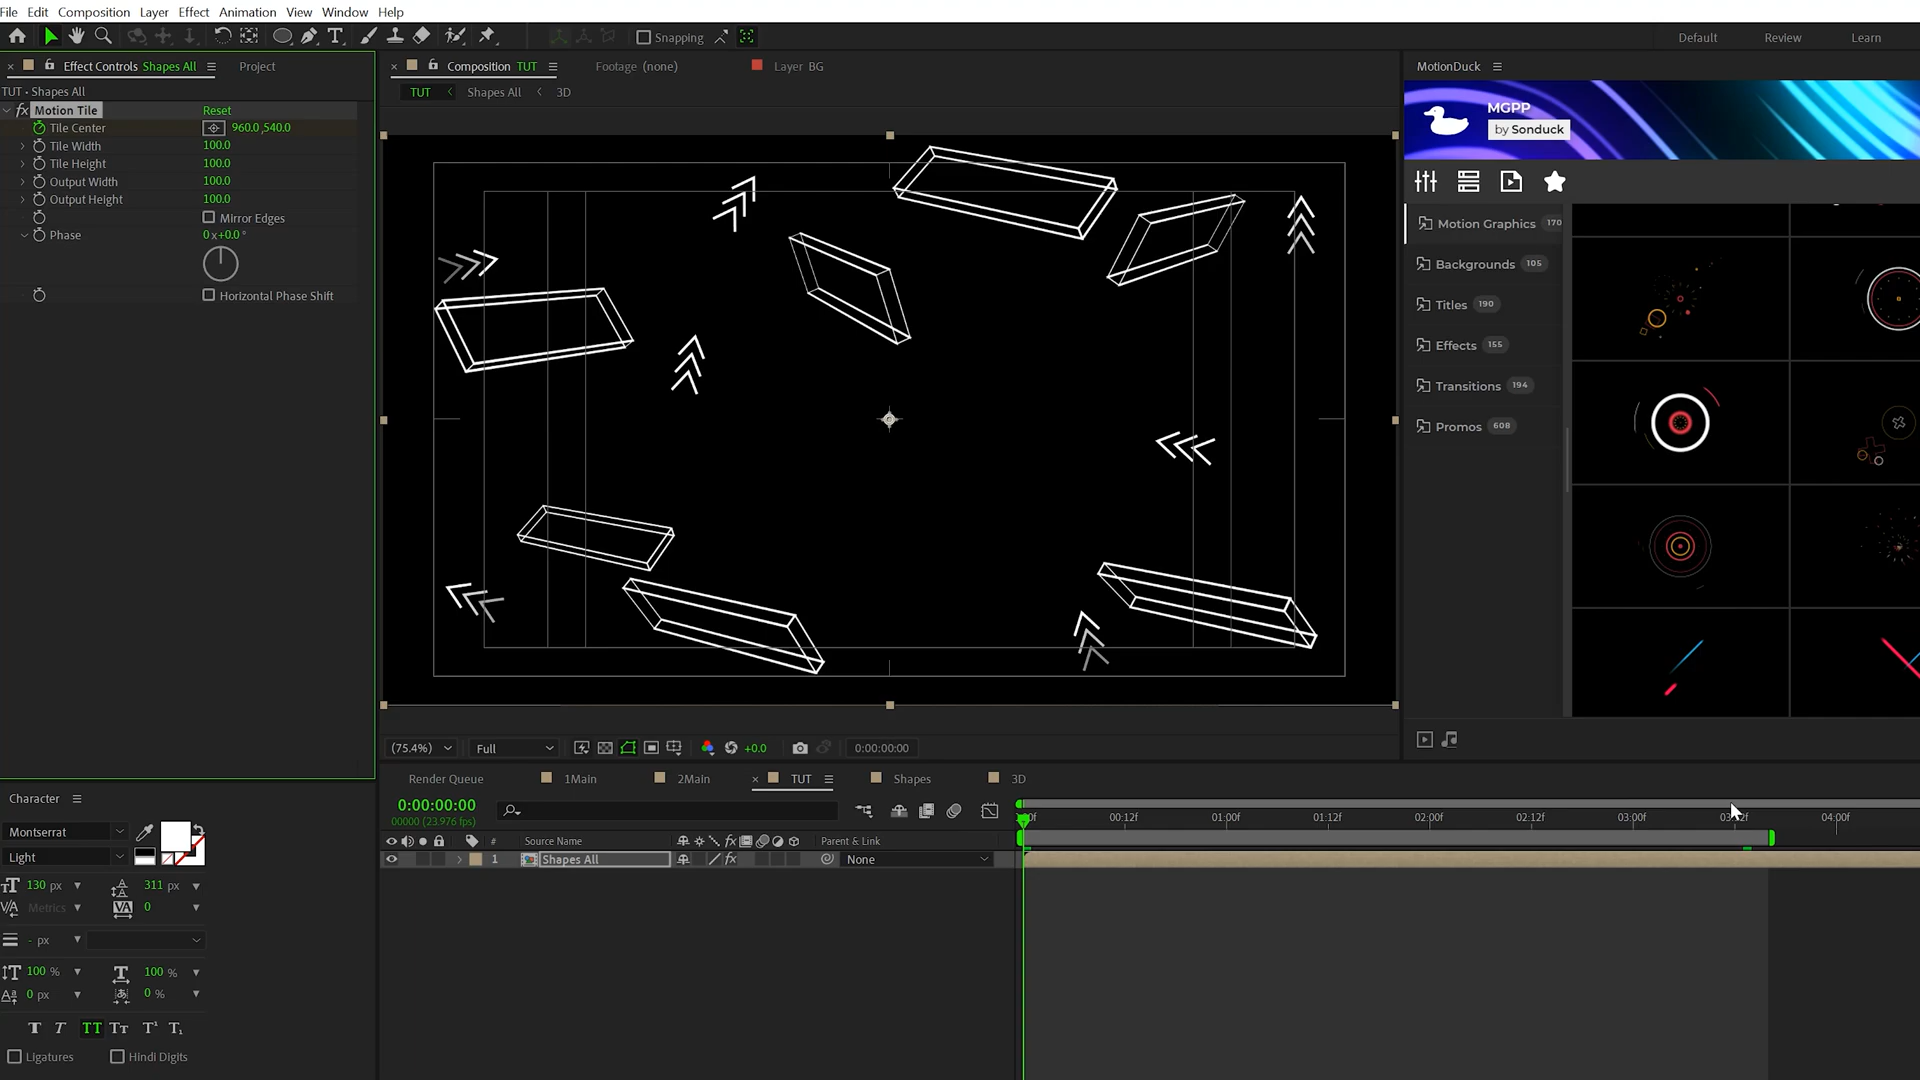 File Edit Composition Layer Effect Animation View Window Help
Snapping
Default Review Learn
Effect Controls Shapes All
Project
Composition TUT
Footage (none)
Layer BG
MotionDuck
TUT • Shapes All
TUT Shapes All 3D
fx Motion Tile Reset
Tile Center 960.0,540.0
Tile Width 100.0
Tile Height 100.0
Output Width 100.0
Output Height 100.0
Mirror Edges
Phase 0x+0.0°
Horizontal Phase Shift
MGPP
by Sonduck
Motion Graphics 170
Backgrounds 105
Titles 190
Effects 155
Transitions 194
Promos 608
(75.4%) Full +0.0 0:00:00:00
Render Queue 1Main 2Main TUT Shapes 3D
0:00:00:00
00000 (23.976 fps)
00:12f 01:00f 01:12f 02:00f 02:12f 03:00f 04:00f
# Source Name fx Parent & Link
1 Shapes All fx None
Character
Montserrat
Light
130 px 311 px
Metrics 0
- px
100 % 100 %
0 px 0 %
T T TT TT T¹ T₁
Ligatures Hindi Digits